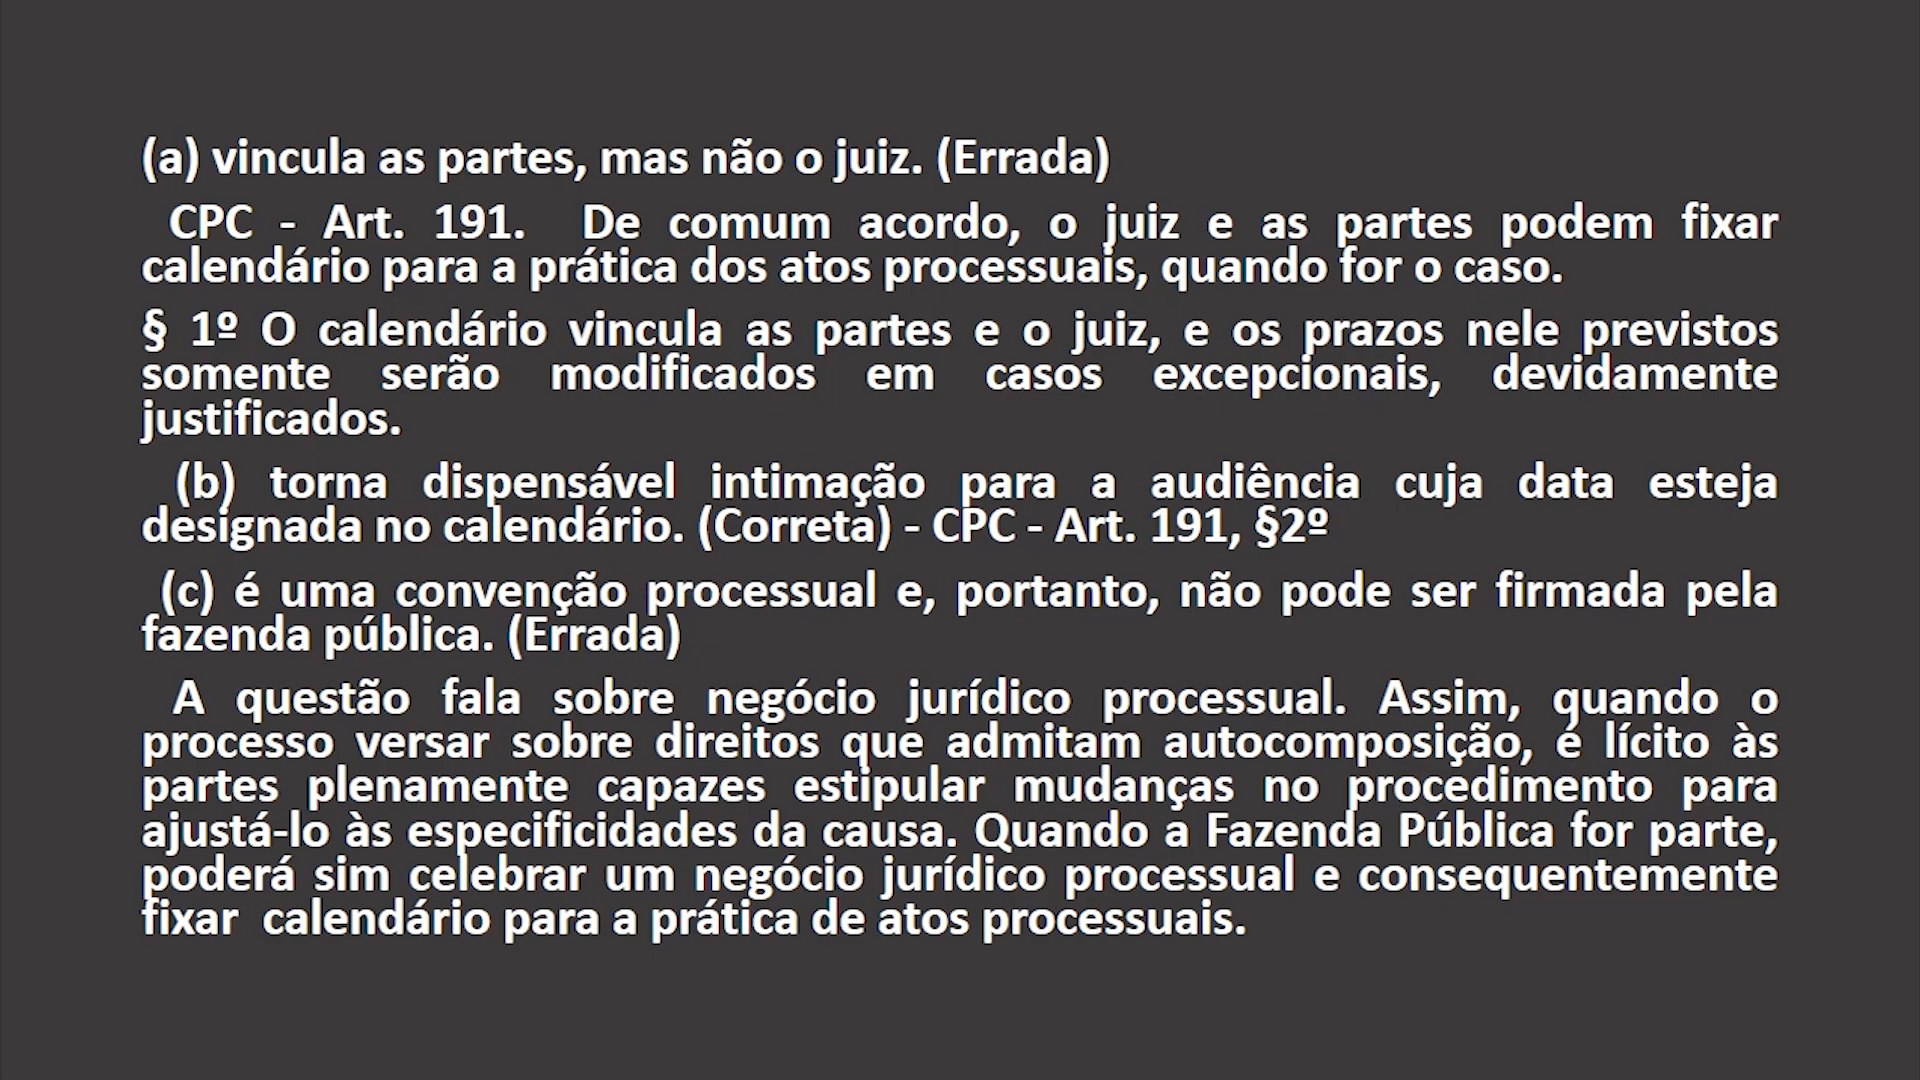 (a) vincula as partes, mas não o juiz. (Errada)
CPC - Art. 191. De comum acordo, o juiz e as partes podem fixar
calendário para a prática dos atos processuais, quando for o caso.
§ 1º O calendário vincula as partes e o juiz, e os prazos nele previstos
somente serão modificados em casos excepcionais, devidamente
justificados.
(b) torna dispensável intimação para a audiência cuja data esteja
designada no calendário. (Correta) - CPC - Art. 191, §2º
(c) é uma convenção processual e, portanto, não pode ser firmada pela
fazenda pública. (Errada)
A questão fala sobre negócio jurídico processual. Assim, quando o
processo versar sobre direitos que admitam autocomposição, é lícito às
partes plenamente capazes estipular mudanças no procedimento para
ajustá-lo às especificidades da causa. Quando a Fazenda Pública for parte,
poderá sim celebrar um negócio jurídico processual e consequentemente
fixar calendário para a prática de atos processuais.